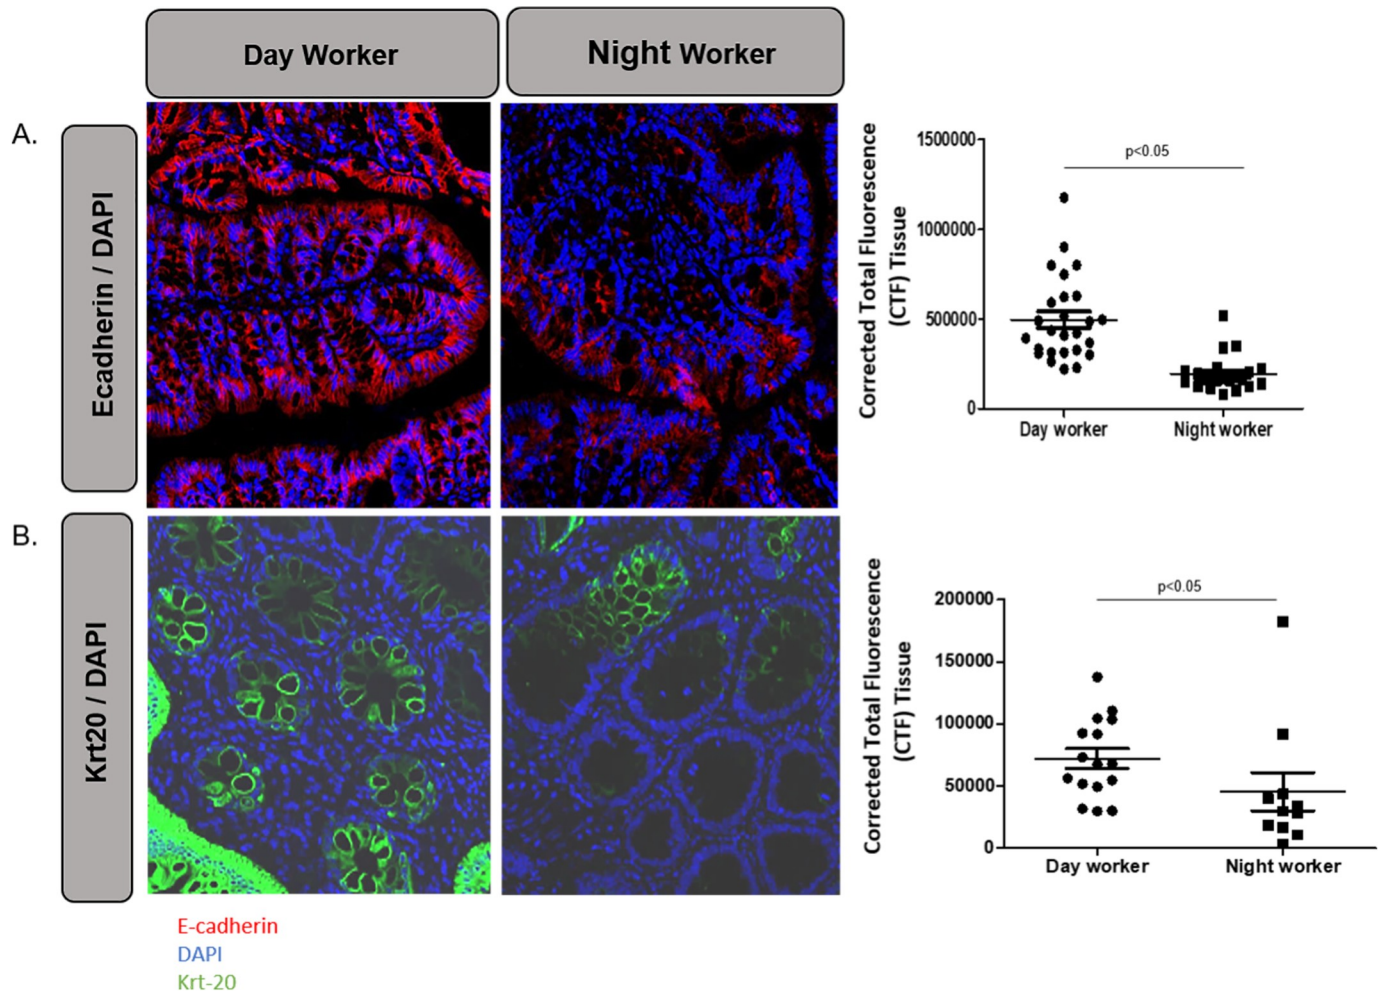 Day Worker
Night Worker
A.
Ecadherin / DAPI
Corrected Total Fluorescence
(CTF) Tissue
1500000
1000000
500000
0
p<0.05
Day worker
Night worker
B.
Krt20 / DAPI
Corrected Total Fluorescence
(CTF) Tissue
200000
150000
100000
50000
0
p<0.05
Day worker
Night worker
E-cadherin
DAPI
Krt-20